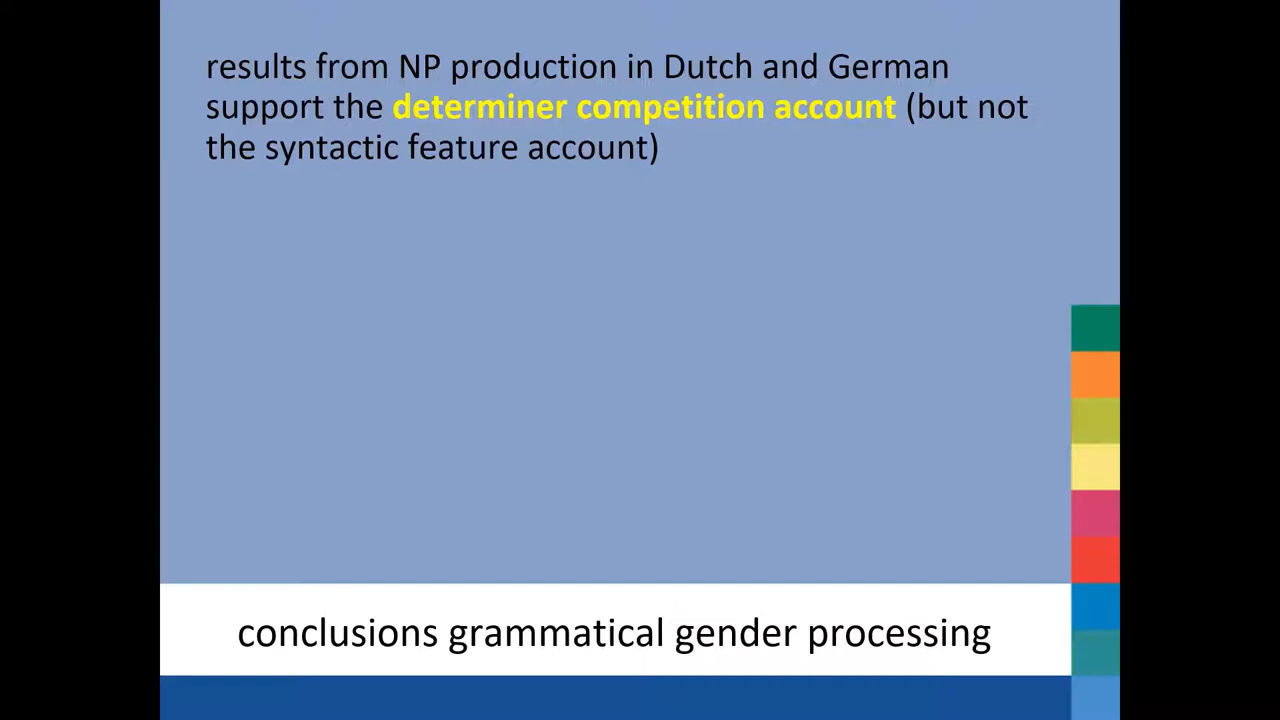 results from NP production in Dutch and German
support the determiner competition account (but not
the syntactic feature account)
conclusions grammatical gender processing